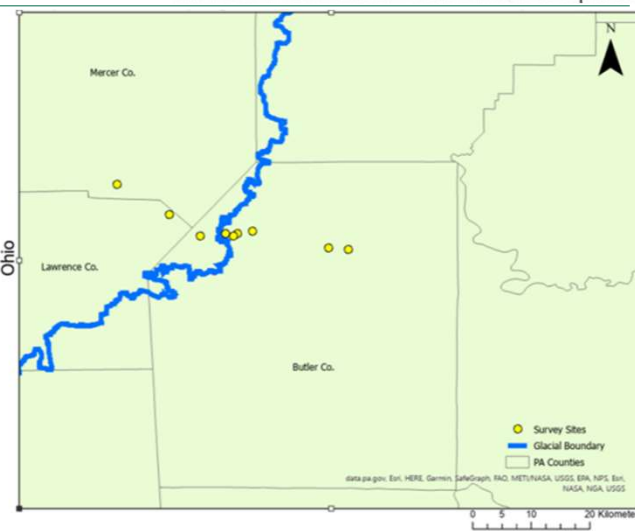 N
Mercer Co.
Ohio
Lawrence Co.
Butler Co.
Survey Sites
Glacial Boundary
PA Counties
data.pa.gov, Esri, HERE, Garmin, SafeGraph, FAO, METI/NASA, USGS, EPA, NPS, Esri,
NASA, NGA, USGS
0 5 10 20 Kilomete